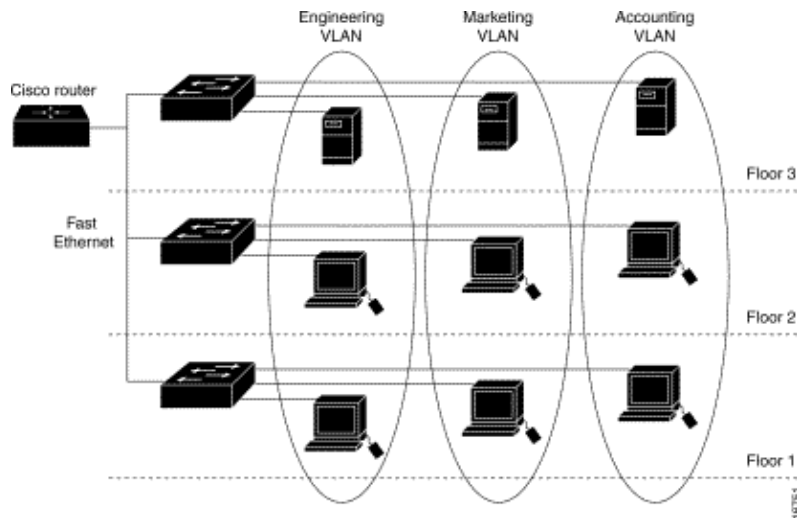 Engineering
VLAN
Marketing
VLAN
Accounting
VLAN
Cisco router
Floor 3
Fast
Ethernet
Floor 2
Floor 1